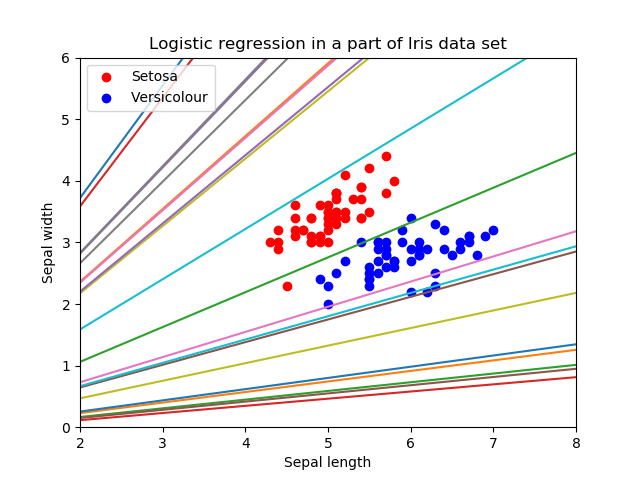 Logistic regression in a part of Iris data set
Setosa
Versicolour
Sepal width
6
5
4
3
2
1
0
2 3 4 5 6 7 8
Sepal length